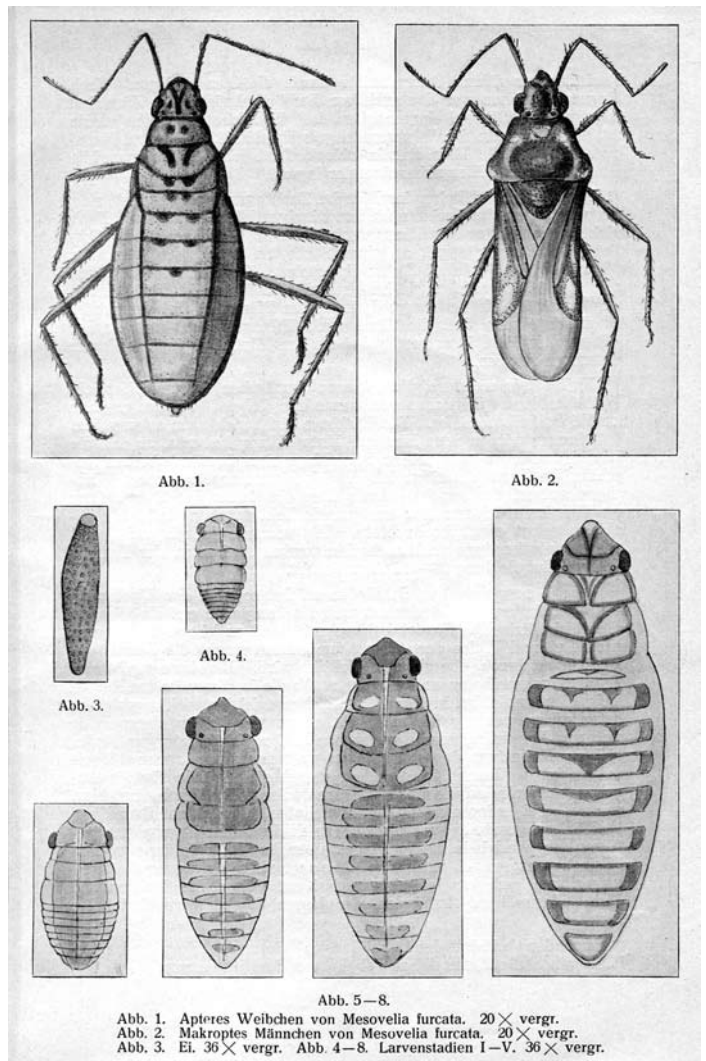 Abb. 1.
Abb. 2.
Abb. 3.
Abb. 4.
Abb. 5—8.
Abb. 1. Apteres Weibchen von Mesovelia furcata. 20 × vergr.
Abb. 2. Makroptes Männchen von Mesovelia furcata. 20 × vergr.
Abb. 3. Ei. 36 × vergr. Abb. 4—8. Larvenstadien I—V. 36 × vergr.